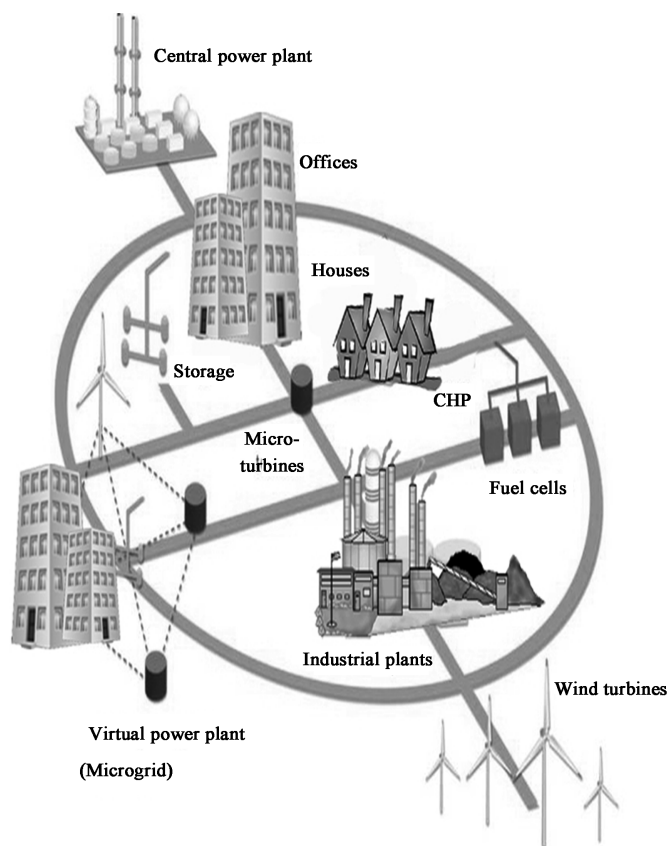 Central power plant
Offices
Houses
Storage
CHP
Micro-
turbines
Fuel cells
Industrial plants
Wind turbines
Virtual power plant
(Microgrid)